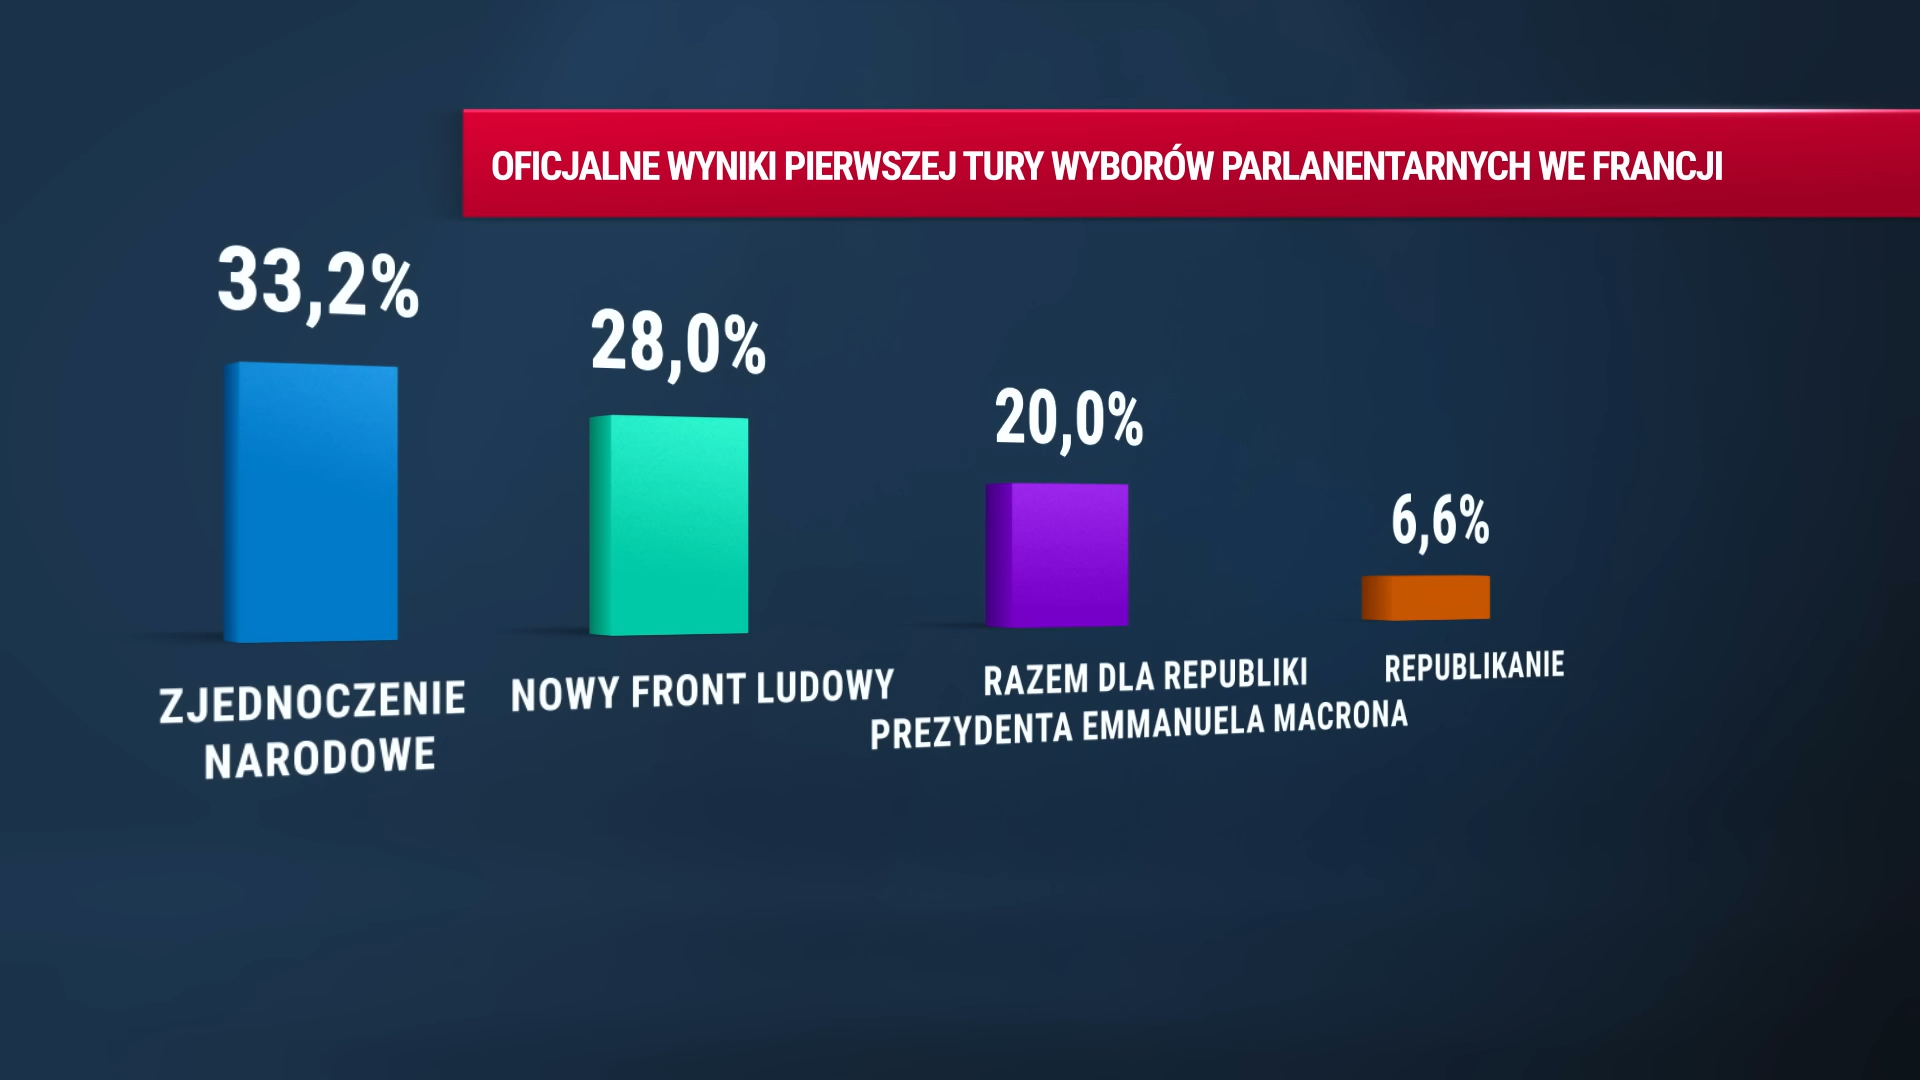 OFICJALNE WYNIKI PIERWSZEJ TURY WYBORÓW PARLANENTARNYCH WE FRANCJI
33,2%
28,0%
20,0%
6,6%
ZJEDNOCZENIE
NARODOWE
NOWY FRONT LUDOWY
RAZEM DLA REPUBLIKI
PREZYDENTA EMMANUELA MACRONA
REPUBLIKANIE